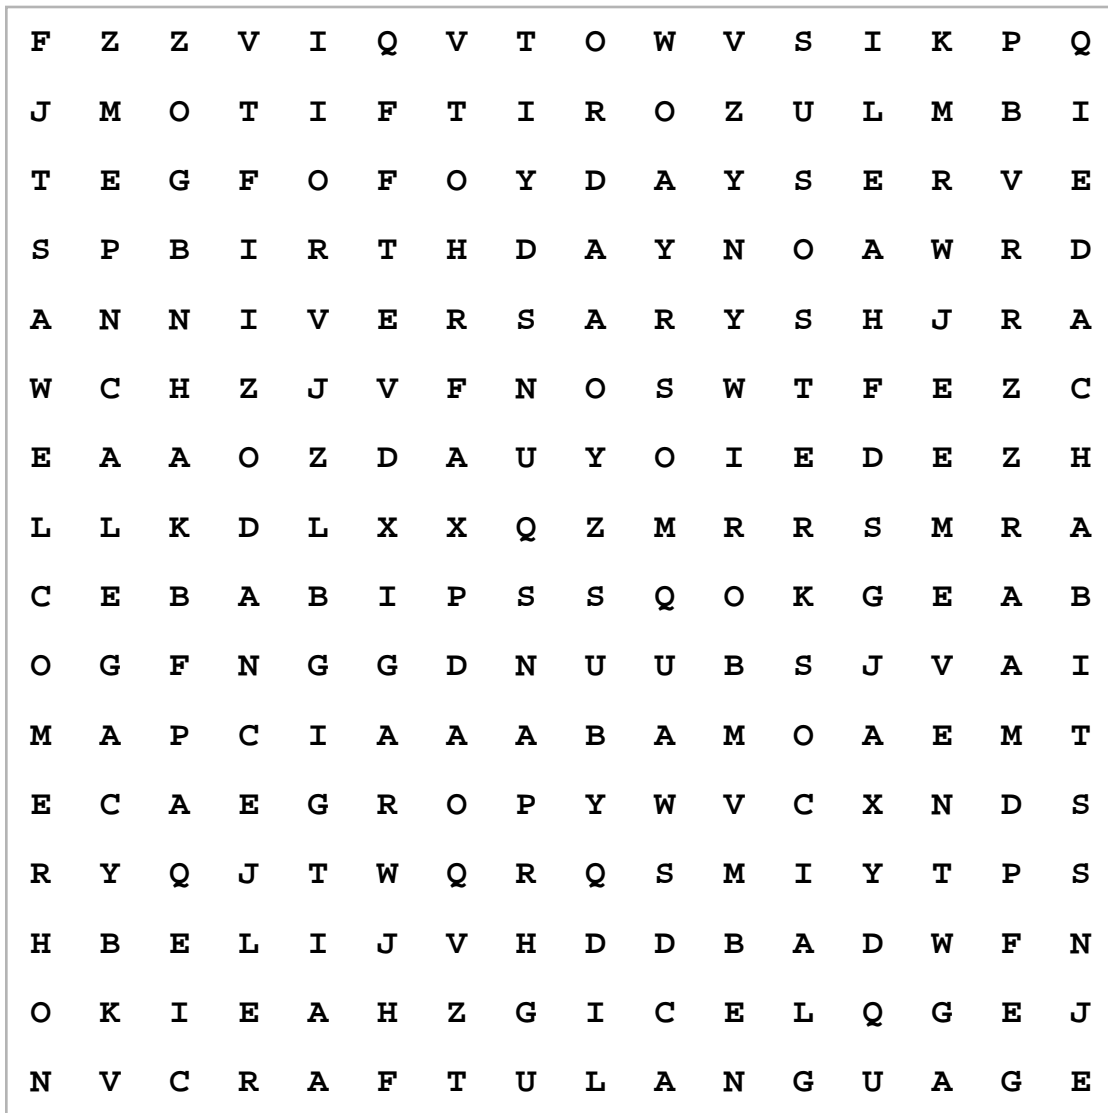 F Z Z V I Q V T O W V S I K P Q
J M O T I F T I R O Z U L M B I
T E G F O F O Y D A Y S E R V E
S P B I R T H D A Y N O A W R D
A N N I V E R S A R Y S H J R A
W C H Z J V F N O S W T F E Z C
E A A O Z D A U Y O I E D E Z H
L L K D L X X Q Z M R R S M R A
C E B A B I P S S Q O K G E A B
O G F N G G D N U U B S J V A I
M A P C I A A A B A M O A E M T
E C A E G R O P Y W V C X N D S
R Y Q J T W Q R Q S M I Y T P S
H B E L I J V H D D B A D W F N
O K I E A H Z G I C E L Q G E J
N V C R A F T U L A N G U A G E